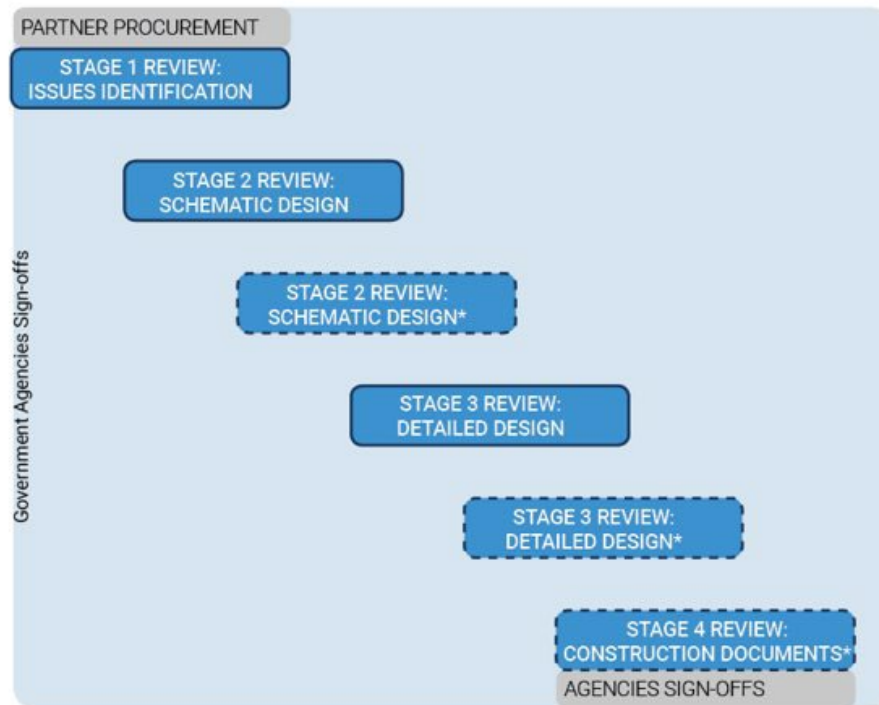 PARTNER PROCUREMENT
STAGE 1 REVIEW:
ISSUES IDENTIFICATION
STAGE 2 REVIEW:
SCHEMATIC DESIGN
STAGE 2 REVIEW:
SCHEMATIC DESIGN*
STAGE 3 REVIEW:
DETAILED DESIGN
STAGE 3 REVIEW:
DETAILED DESIGN*
STAGE 4 REVIEW:
CONSTRUCTION DOCUMENTS*
AGENCIES SIGN-OFFS
Government Agencies Sign-offs